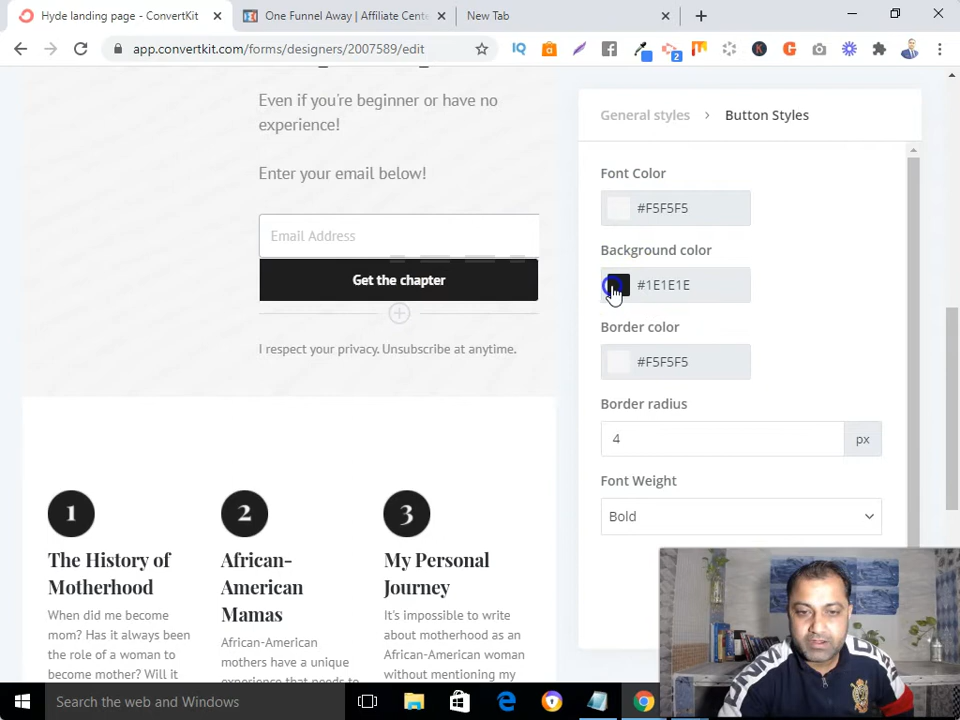 Hyde landing page - ConvertKit
One Funnel Away | Affiliate Cente
New Tab
app.convertkit.com/forms/designers/2007589/edit
2
Even if you're beginner or have no
experience!
Enter your email below!
Email Address
Get the chapter
I respect your privacy. Unsubscribe at anytime.
1
The History of
Motherhood
When did me become
mom? Has it always been
the role of a woman to
become mother? Will it
2
African-
American
Mamas
African-American
mothers have a unique
experience that needs to
3
My Personal
Journey
It's impossible to write
about motherhood as an
African-American woman
without mentioning my
General styles
Button Styles
Font Color
#F5F5F5
Background color
#1E1E1E
Border color
#F5F5F5
Border radius
4
px
Font Weight
Bold
Search the web and Windows